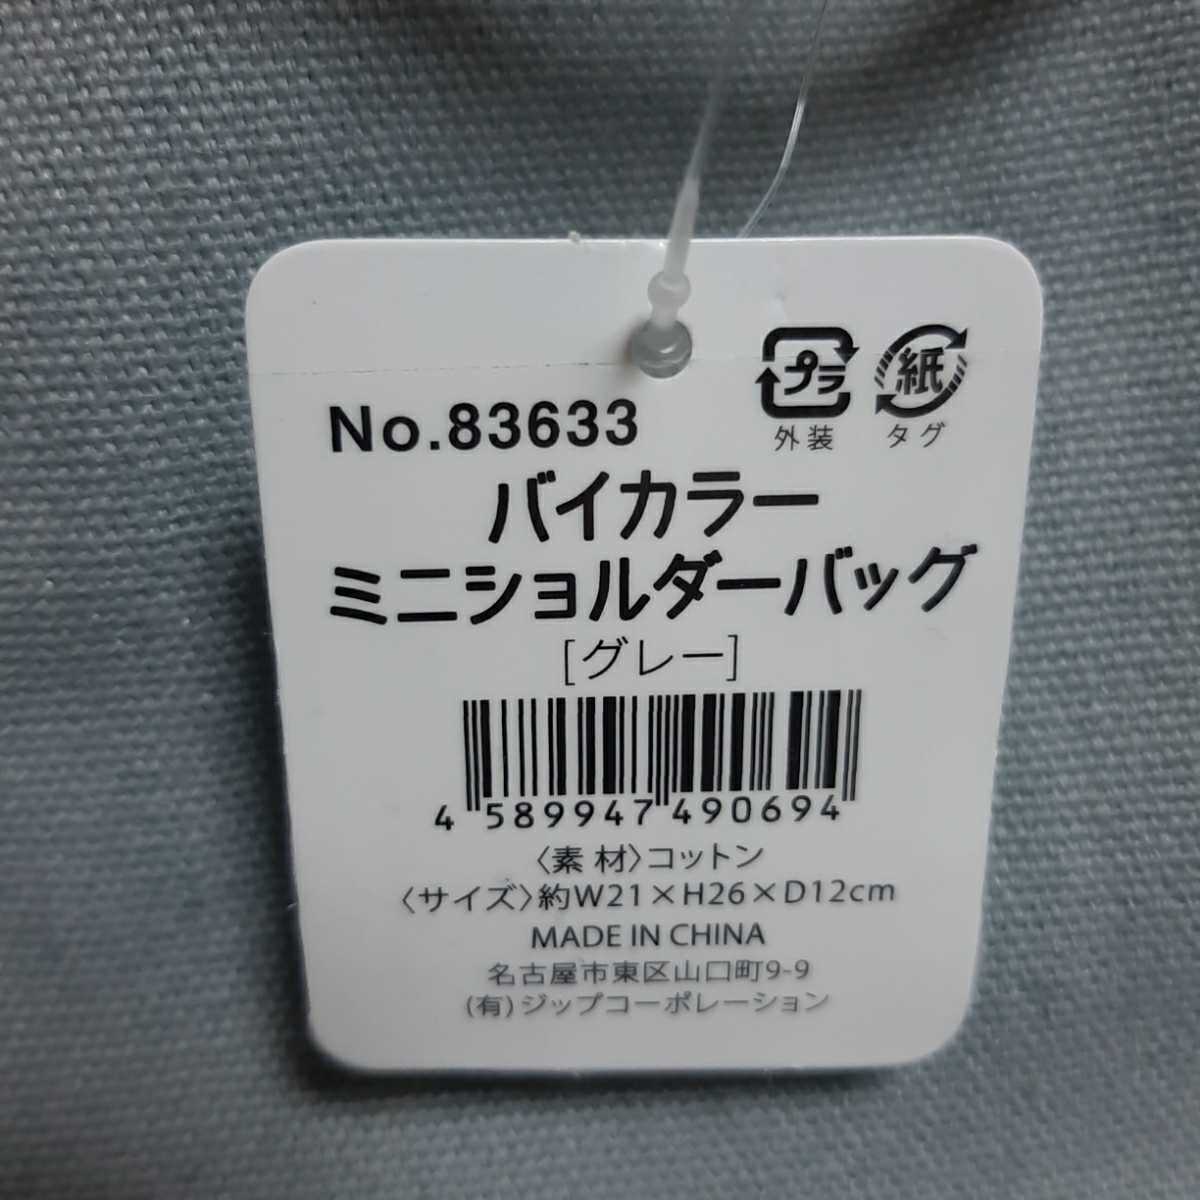 プラ 紙
外装 タグ
No.83633
バイカラー
ミニショルダーバッグ
[グレー]
4 589947 490694
〈素材〉コットン
〈サイズ〉約W21×H26×D12cm
MADE IN CHINA
名古屋市東区山口町9-9
(有)ジップコーポレーション